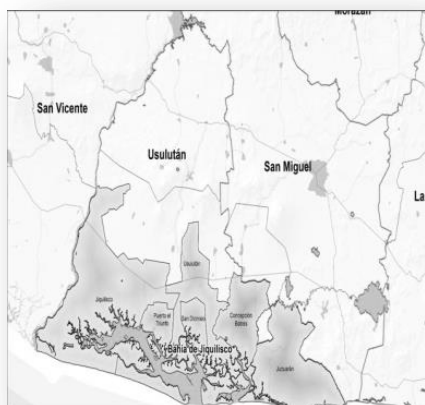 Morazán
San Vicente
Usulután
San Miguel
La
Usulután
Jiquilisco
Puerto el
Triunfo
San Dionisio
Concepción
Batres
"Bahía de Jiquilisco"
Jucuarán